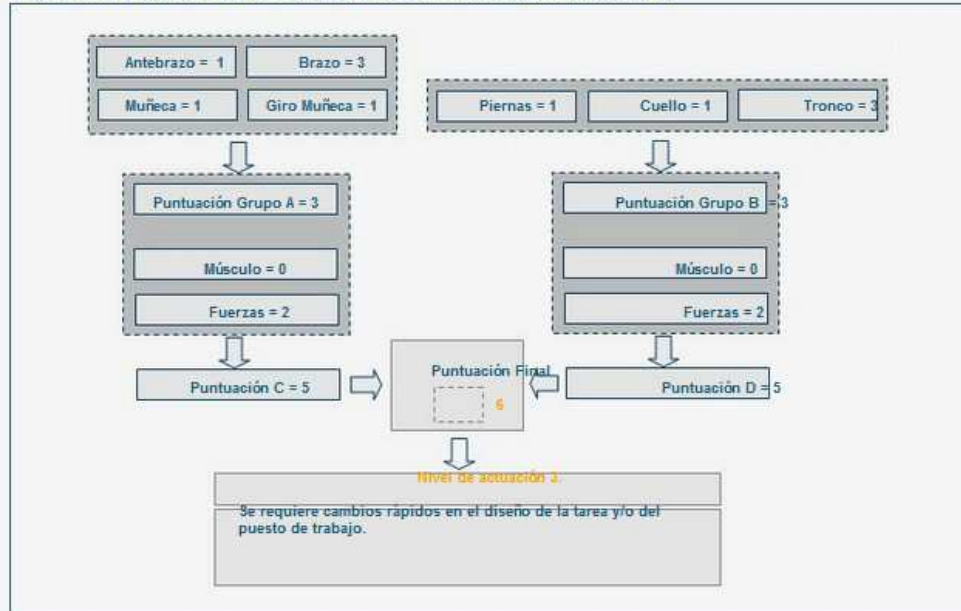 Antebrazo = 1
Brazo = 3
Muñeca = 1
Giro Muñeca = 1
Piernas = 1
Cuello = 1
Tronco = 3
Puntuación Grupo A = 3
Músculo = 0
Fuerzas = 2
Puntuación Grupo B = 3
Músculo = 0
Fuerzas = 2
Puntuación C = 5
Puntuación Final
6
Puntuación D = 5
Nivel de actuación 3.
Se requiere cambios rápidos en el diseño de la tarea y/o del
puesto de trabajo.